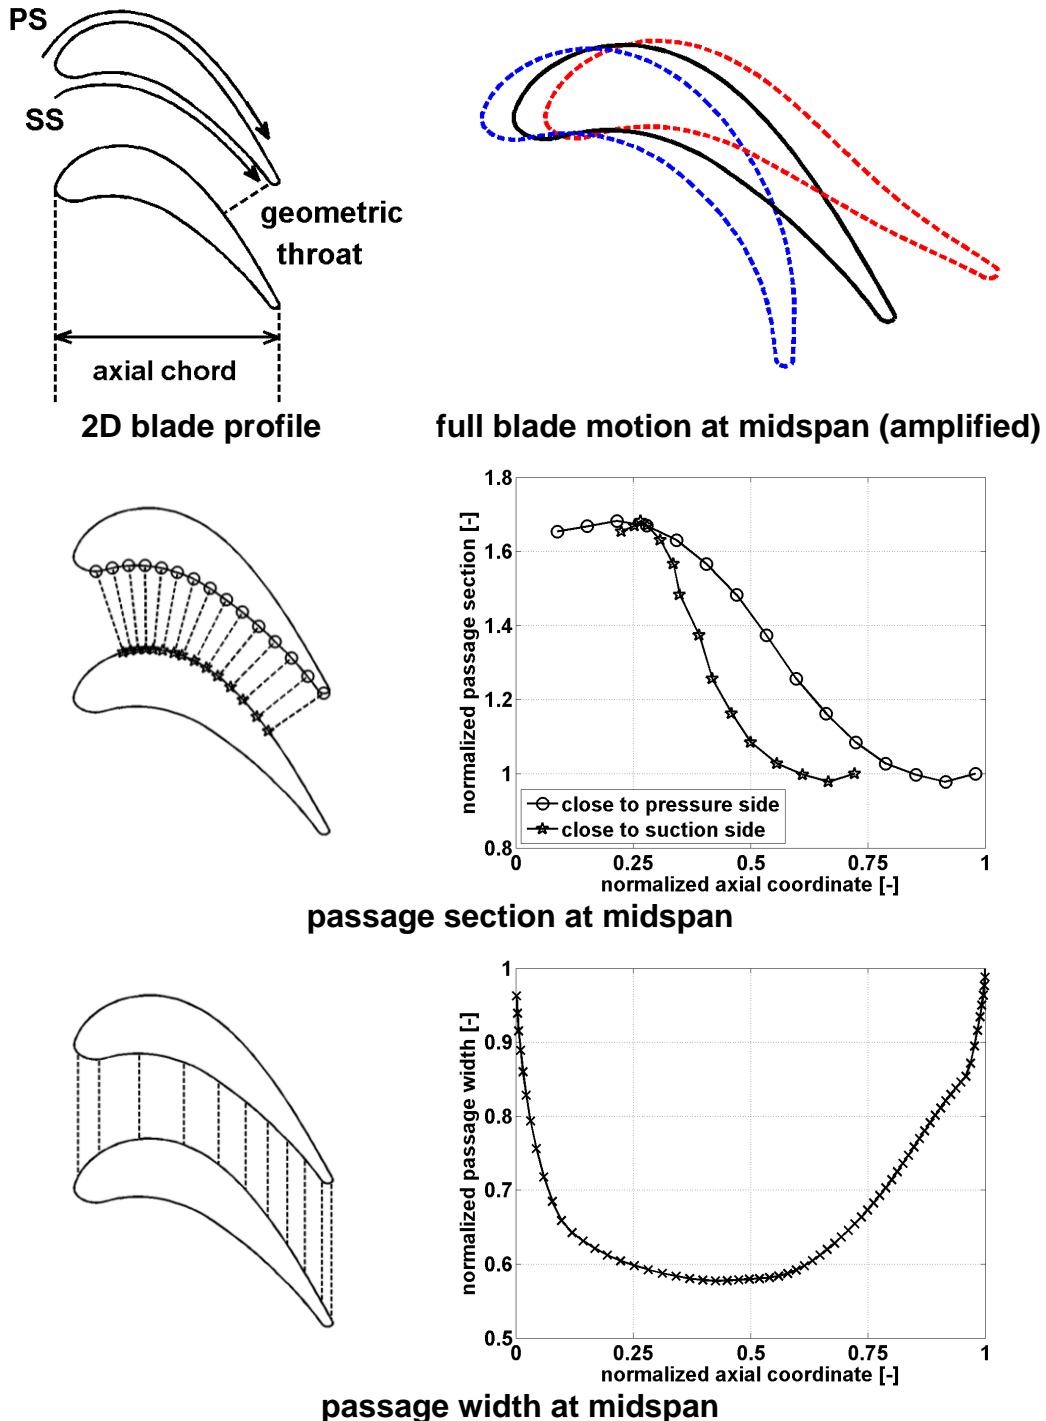 PS
SS
geometric
throat
axial chord
2D blade profile
full blade motion at midspan (amplified)
1.8
1.6
1.4
1.2
1
0.8
normalized passage section [-]
close to pressure side
close to suction side
0
0.25
0.5
0.75
1
normalized axial coordinate [-]
passage section at midspan
1
0.9
0.8
0.7
0.6
0.5
normalized passage width [-]
0
0.25
0.5
0.75
1
normalized axial coordinate [-]
passage width at midspan